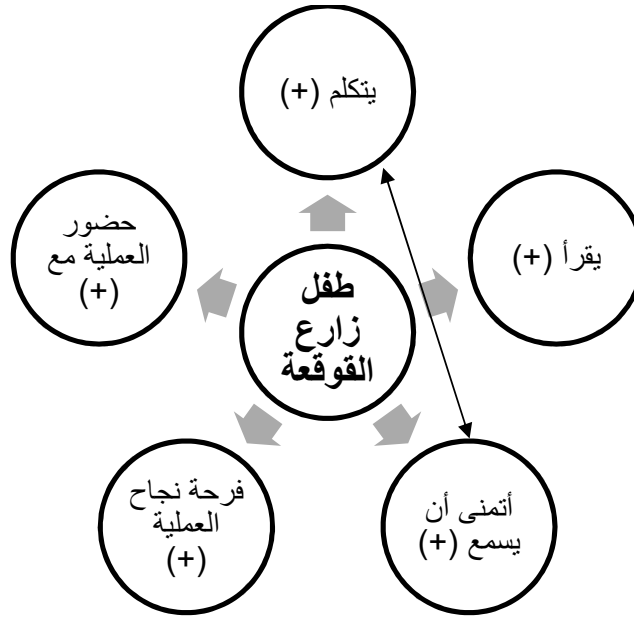 يتكلم (+)
يقرأ (+)
حضور
العملية مع
(+)
طفل
زارع
القوقعة
أتمنى أن
يسمع (+)
فرحة نجاح
العملية
(+)